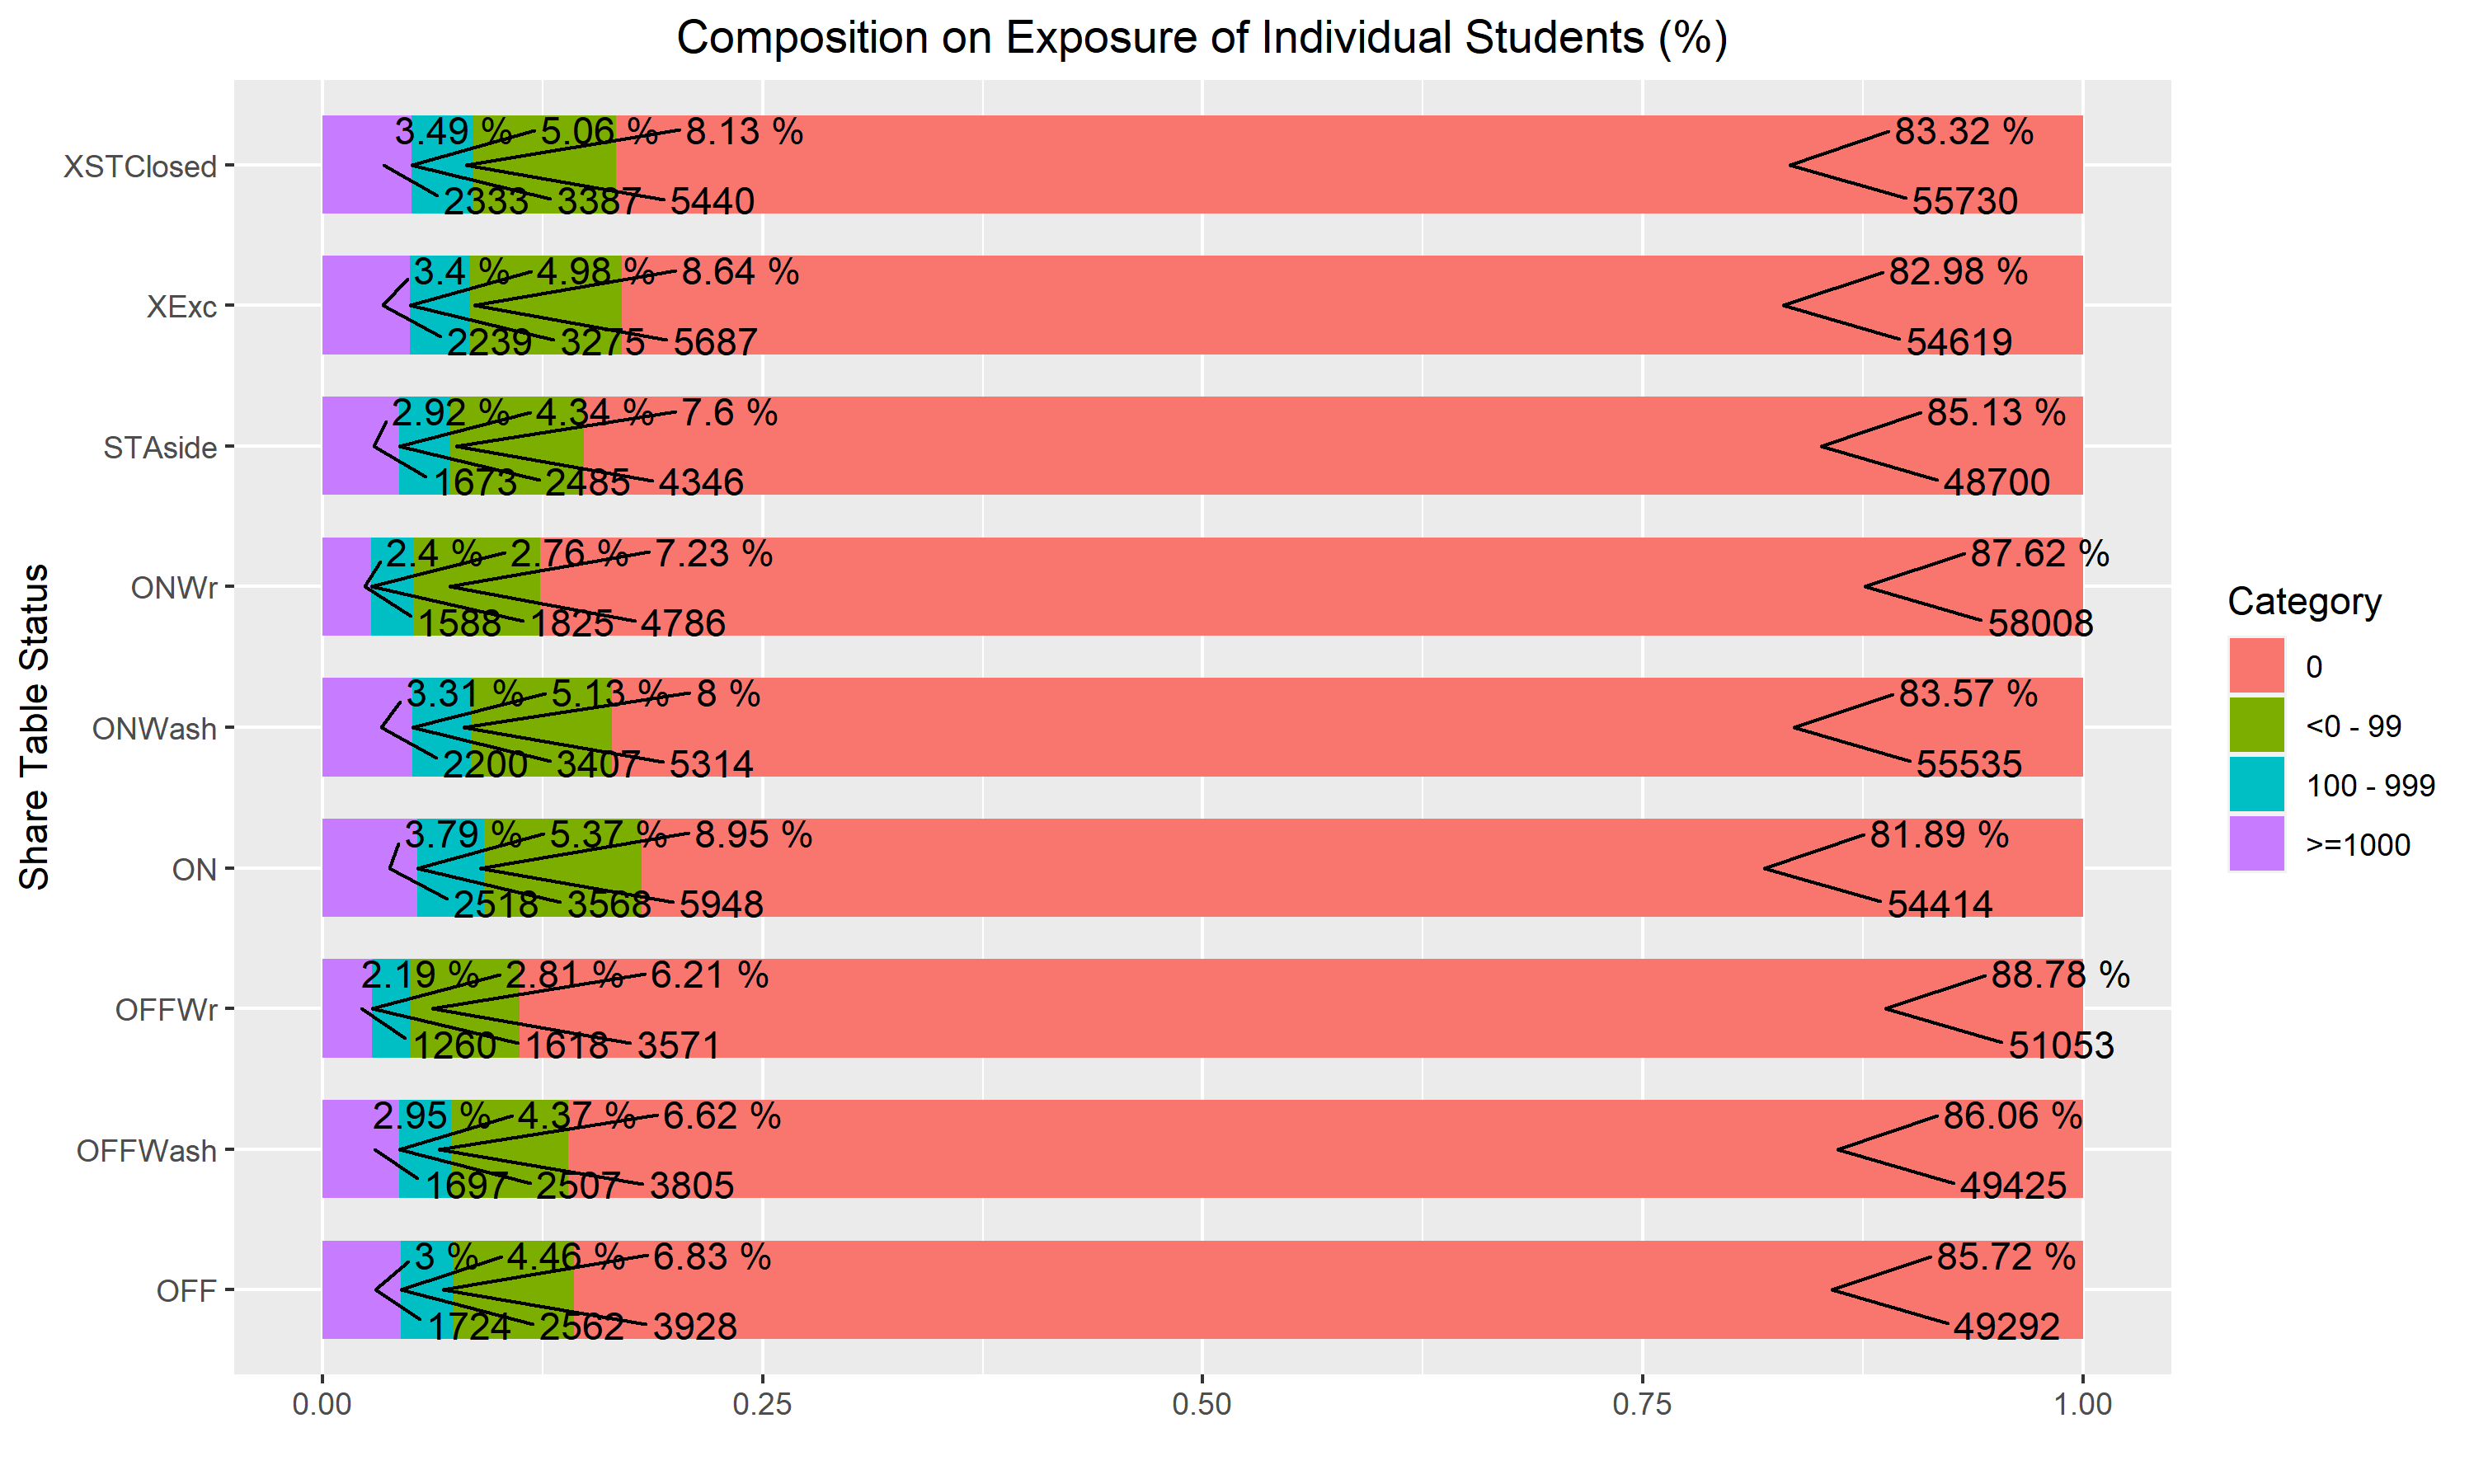 Composition on Exposure of Individual Students (%)
Share Table Status
XSTClosed
3.49 % 5.06 % 8.13 % 83.32 %
2333 3387 5440 55730
XExc
3.4 % 4.98 % 8.64 % 82.98 %
2239 3275 5687 54619
STAside
2.92 % 4.34 % 7.6 % 85.13 %
1673 2485 4346 48700
ONWr
2.4 % 2.76 % 7.23 % 87.62 %
1588 1825 4786 58008
ONWash
3.31 % 5.13 % 8 % 83.57 %
2200 3407 5314 55535
ON
3.79 % 5.37 % 8.95 % 81.89 %
2518 3568 5948 54414
OFFWr
2.19 % 2.81 % 6.21 % 88.78 %
1260 1618 3571 51053
OFFWash
2.95 % 4.37 % 6.62 % 86.06 %
1697 2507 3805 49425
OFF
3 % 4.46 % 6.83 % 85.72 %
1724 2562 3928 49292
0.00 0.25 0.50 0.75 1.00
Category
0
<0 - 99
100 - 999
>=1000